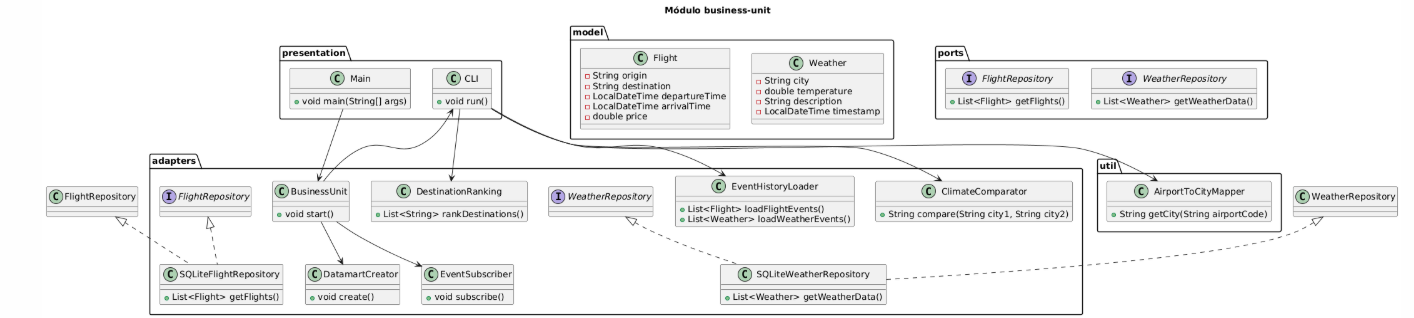 Módulo business-unit
presentation
C Main
void main(String[] args)
C CLI
void run()
model
C Flight
String origin
String destination
LocalDateTime departureTime
LocalDateTime arrivalTime
double price
C Weather
String city
double temperature
String description
LocalDateTime timestamp
ports
I FlightRepository
List<Flight> getFlights()
I WeatherRepository
List<Weather> getWeatherData()
adapters
C FlightRepository
I FlightRepository
C BusinessUnit
void start()
C DestinationRanking
List<String> rankDestinations()
I WeatherRepository
C EventHistoryLoader
List<Flight> loadFlightEvents()
List<Weather> loadWeatherEvents()
C ClimateComparator
String compare(String city1, String city2)
util
C AirportToCityMapper
String getCity(String airportCode)
C WeatherRepository
C SQLiteFlightRepository
List<Flight> getFlights()
C DatamartCreator
void create()
C EventSubscriber
void subscribe()
C SQLiteWeatherRepository
List<Weather> getWeatherData()